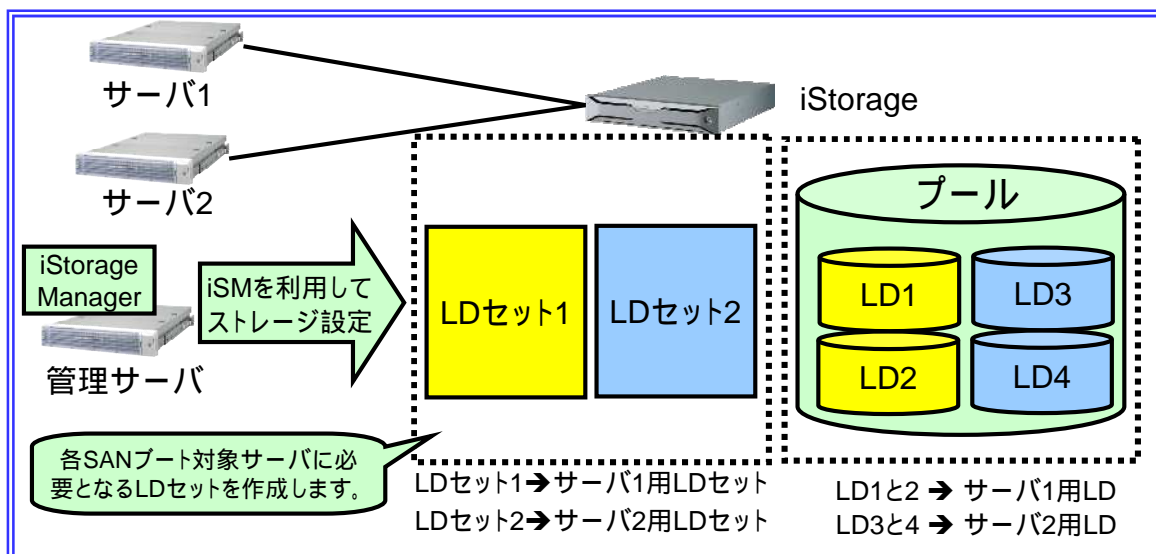 サーバ1
iStorage
サーバ2
プール
iStorage
Manager
iSMを利用して
ストレージ設定
管理サーバ
LDセット1
LDセット2
LD1
LD3
LD2
LD4
各SANブート対象サーバに必
要となるLDセットを作成します。
LDセット1➔サーバ1用LDセット
LDセット2➔サーバ2用LDセット
LD1と2 ➔ サーバ1用LD
LD3と4 ➔ サーバ2用LD